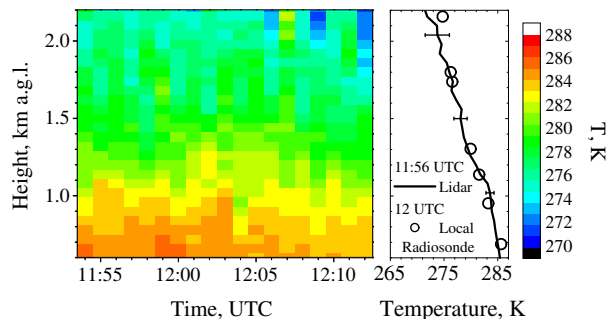 2.0
1.5
1.0
Height, km a.g.l.
11:55
12:00
12:05
12:10
Time, UTC
11:56 UTC
Lidar
12 UTC
Local
Radiosonde
265
275
285
Temperature, K
288
286
284
282
280
278
276
274
272
270
T, K